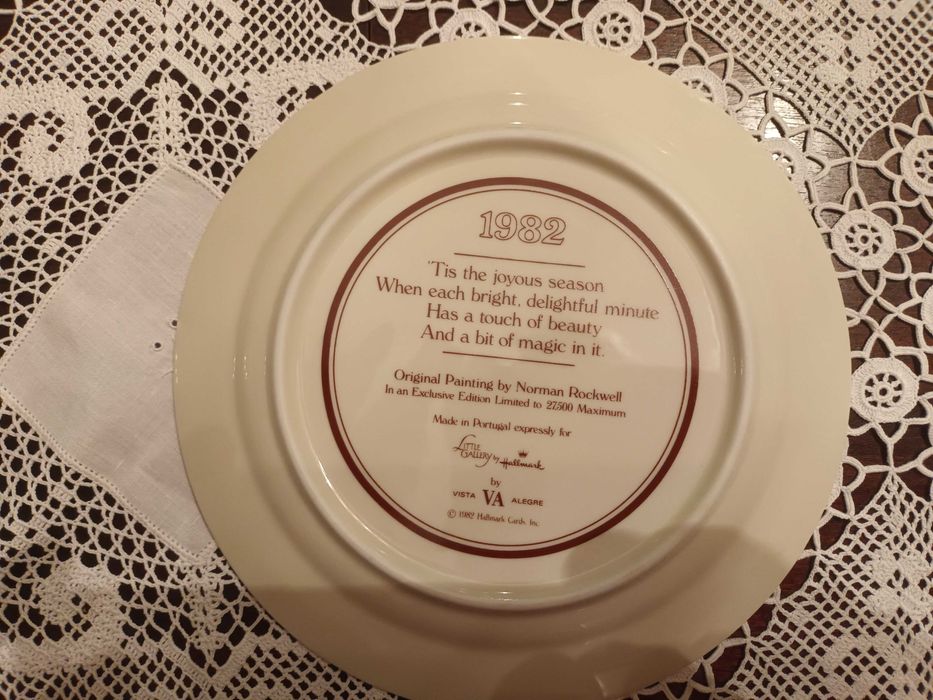 1982
'Tis the joyous season
When each bright, delightful minute
Has a touch of beauty
And a bit of magic in it.
Original Painting by Norman Rockwell
In an Exclusive Edition Limited to 27,500 Maximum
Made in Portugal expressly for
LITTLE
GALLERY by Hallmark
by
VISTA VA ALEGRE
© 1982 Hallmark Cards, Inc.